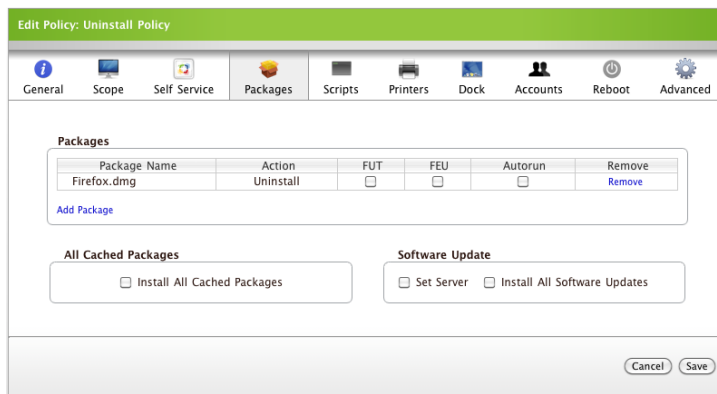 Edit Policy: Uninstall Policy
General Scope Self Service Packages Scripts Printers Dock Accounts Reboot Advanced
Packages
Package Name Action FUT FEU Autorun Remove
Firefox.dmg Uninstall Remove
Add Package
All Cached Packages Software Update
Install All Cached Packages Set Server Install All Software Updates
Cancel Save